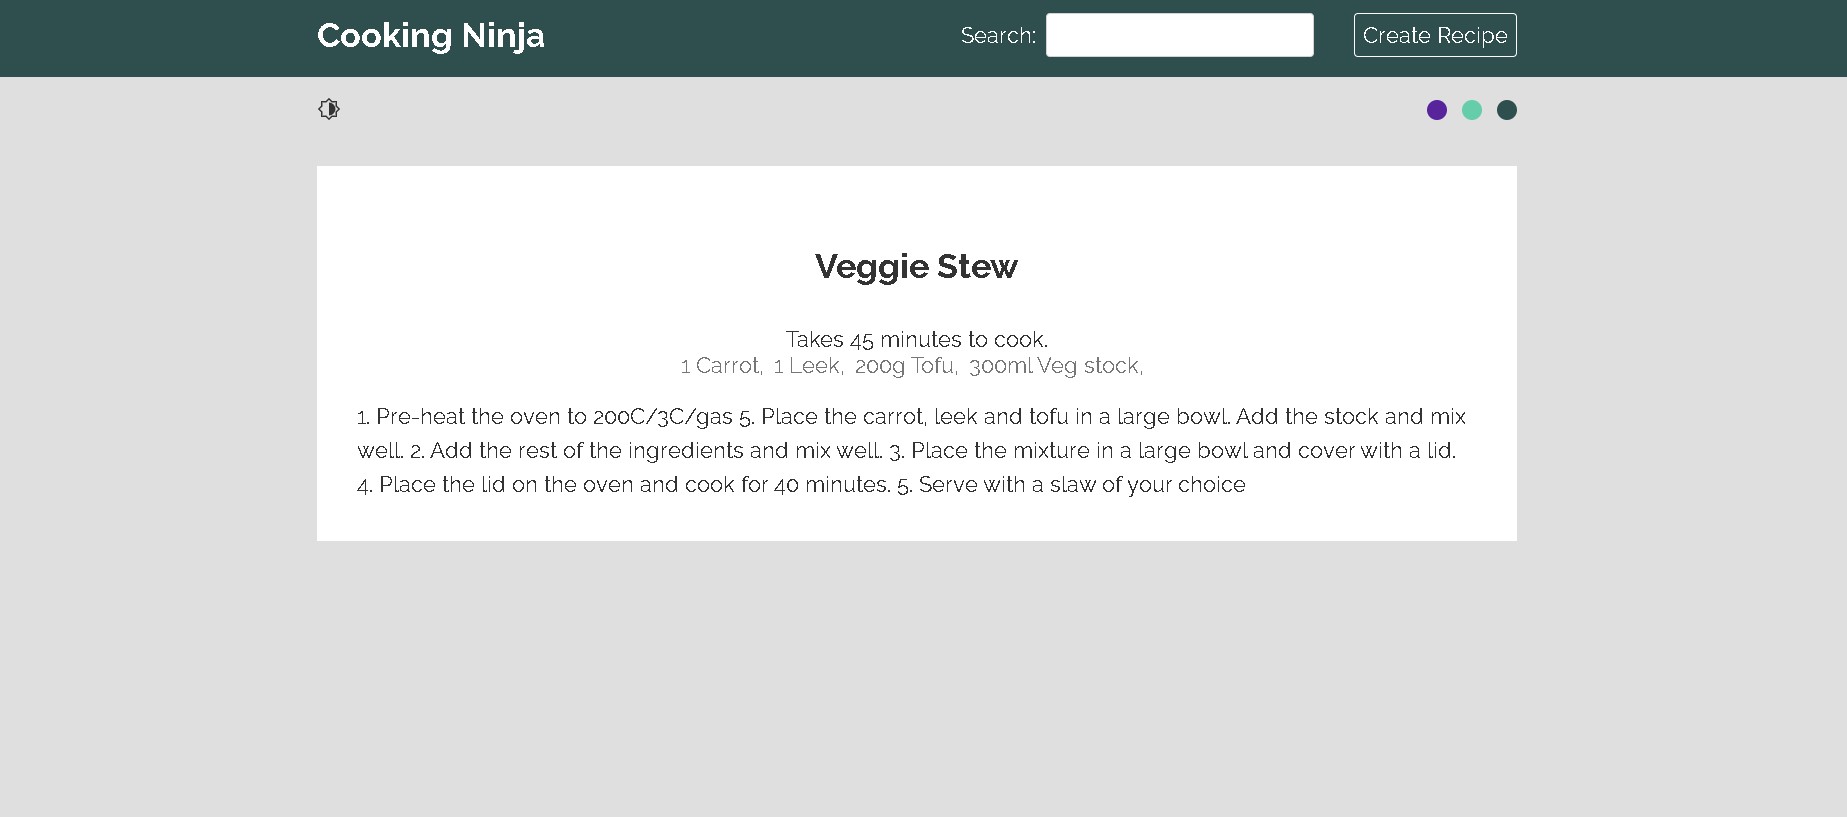 Cooking Ninja
Search:
Create Recipe
Veggie Stew
Takes 45 minutes to cook.
1 Carrot, 1 Leek, 200g Tofu, 300ml Veg stock,
1. Pre-heat the oven to 200C/3C/gas 5. Place the carrot, leek and tofu in a large bowl. Add the stock and mix
well. 2. Add the rest of the ingredients and mix well. 3. Place the mixture in a large bowl and cover with a lid.
4. Place the lid on the oven and cook for 40 minutes. 5. Serve with a slaw of your choice